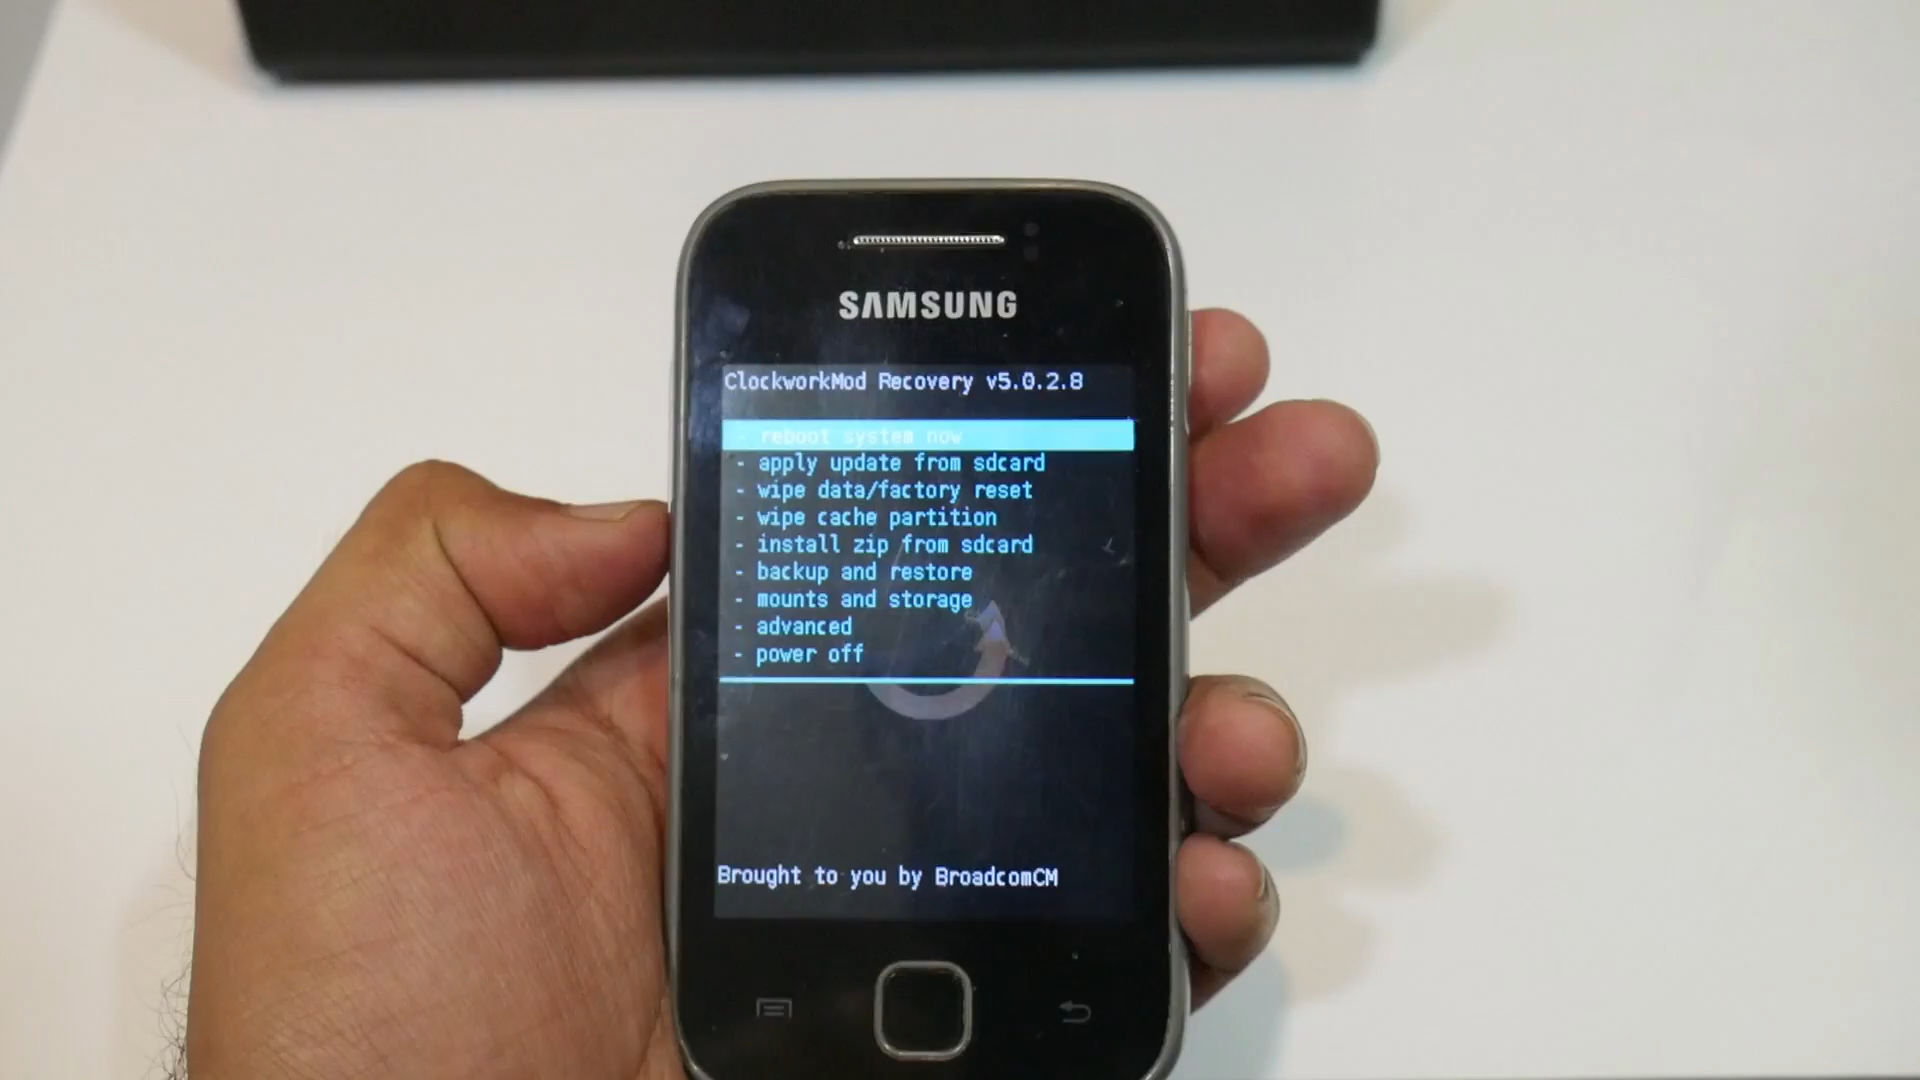 SAMSUNG
ClockworkMod Recovery v5.0.2.8
- reboot system now
- apply update from sdcard
- wipe data/factory reset
- wipe cache partition
- install zip from sdcard
- backup and restore
- mounts and storage
- advanced
- power off
Brought to you by BroadcomCM